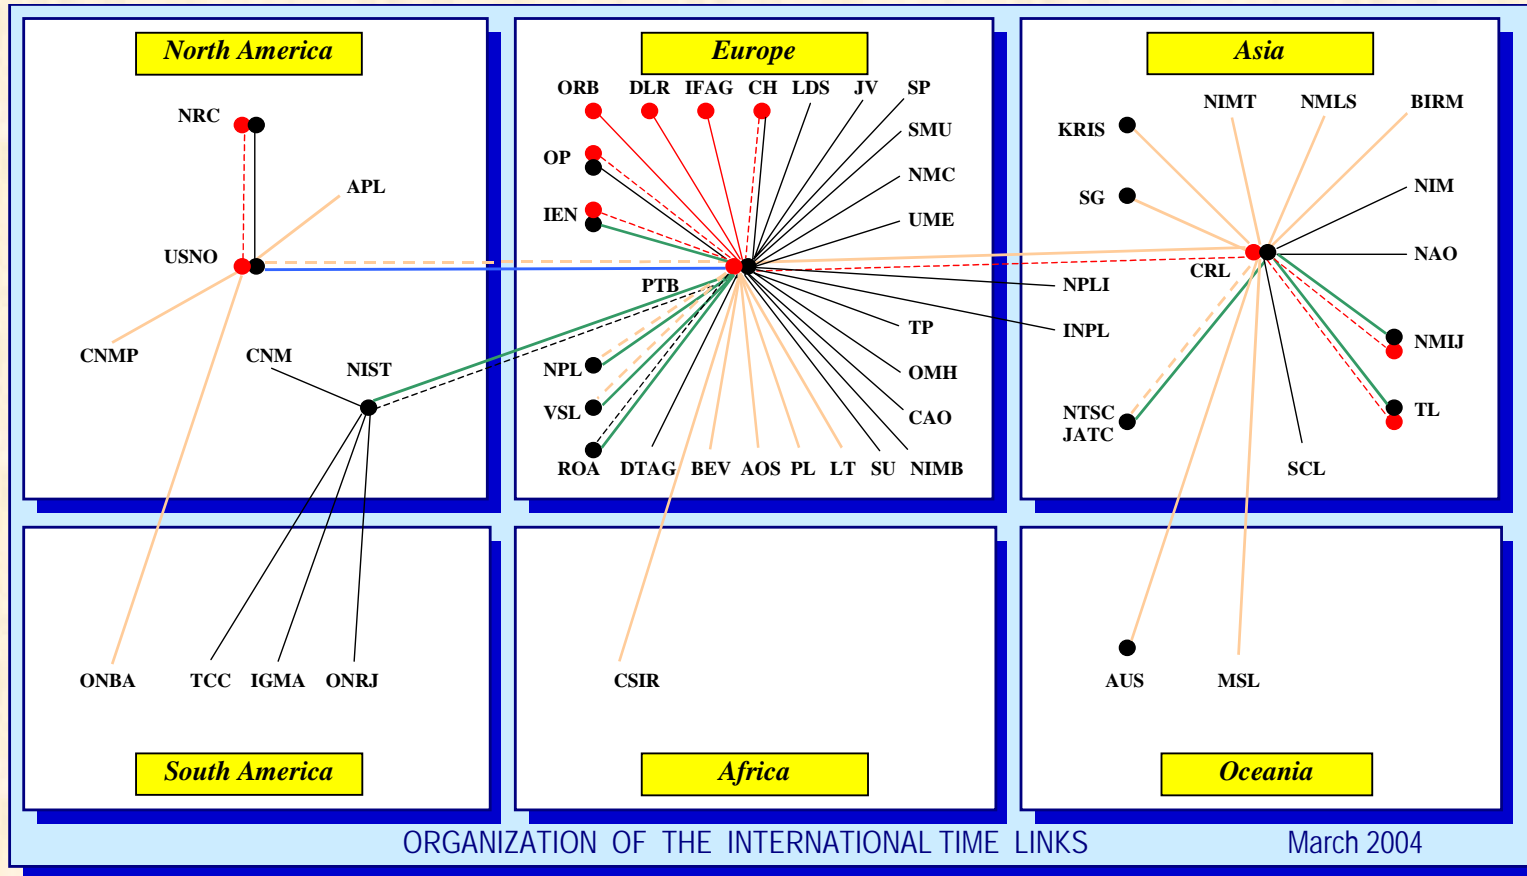 North America
Europe
Asia
NRC
APL
USNO
CNMP
CNM
NIST
ORB
DLR
IFAG
CH
LDS
JV
SP
OP
SMU
NMC
IEN
UME
PTB
TP
NPL
OMH
VSL
CAO
ROA
DTAG
BEV
AOS
PL
LT
SU
NIMB
NIMT
NMLS
BIRM
KRIS
SG
NIM
NAO
CRL
NPLI
INPL
NMIJ
NTSC
JATC
TL
SCL
ONBA
TCC
IGMA
ONRJ
CSIR
AUS
MSL
South America
Africa
Oceania
ORGANIZATION OF THE INTERNATIONAL TIME LINKS
March 2004